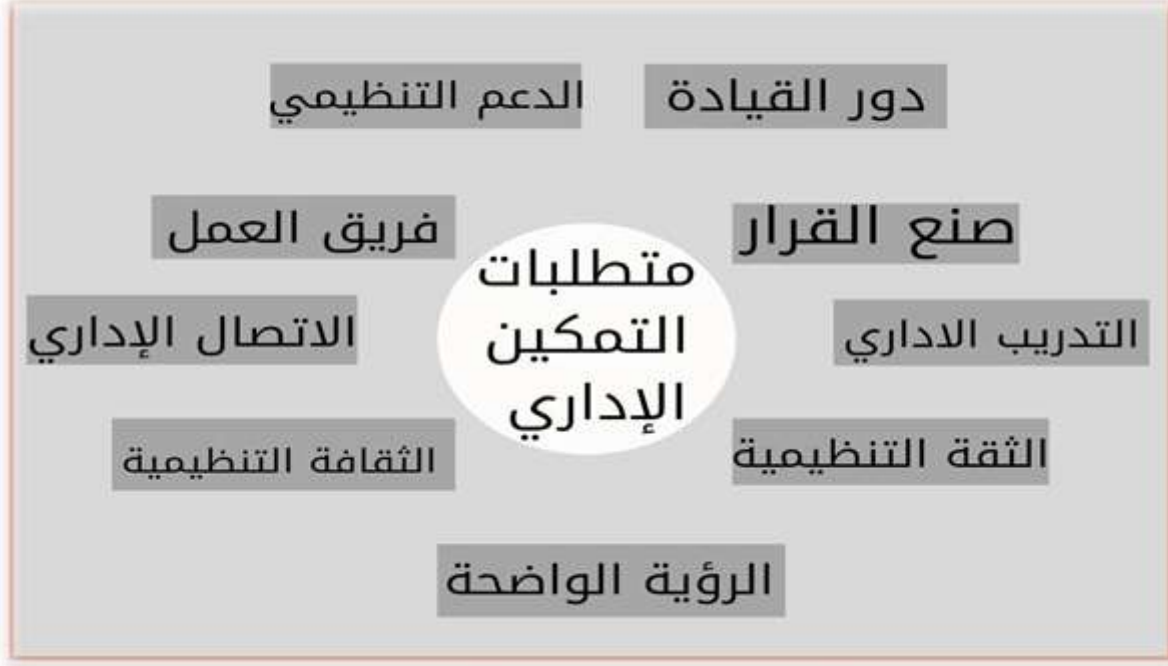 دور القيادة
الدعم التنظيمي
صنع القرار
فريق العمل
متطلبات
التمكين
الإداري
التدريب الاداري
الاتصال الإداري
الثقة التنظيمية
الثقافة التنظيمية
الرؤية الواضحة